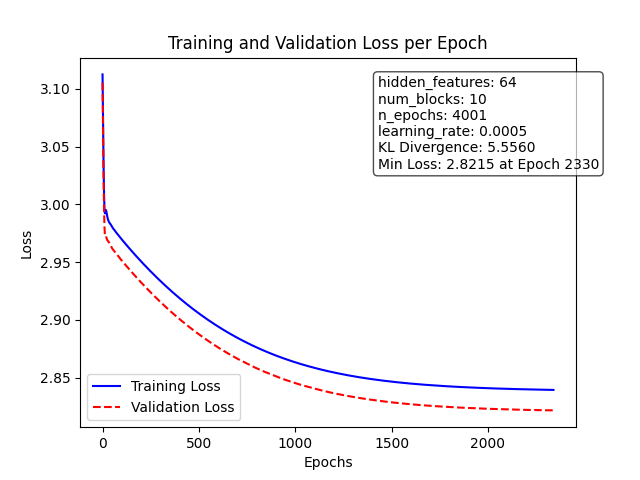 Training and Validation Loss per Epoch
hidden_features: 64
num_blocks: 10
n_epochs: 4001
learning_rate: 0.0005
KL Divergence: 5.5560
Min Loss: 2.8215 at Epoch 2330
3.10
3.05
3.00
2.95
2.90
2.85
Loss
Training Loss
Validation Loss
0 500 1000 1500 2000
Epochs